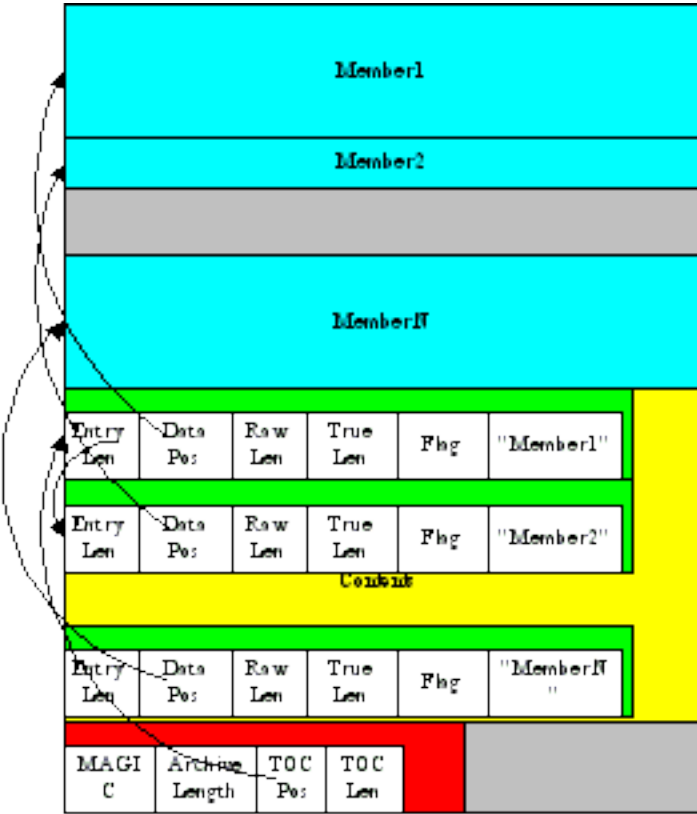 Member1
Member2
MemberN
Entry Data Raw True Flag "Member1"
Len Pos Len Len
Entry Data Raw True Flag "Member2"
Len Pos Len Len
Content
Entry Data Raw True Flag "MemberN
Len Pos Len Len "
MAGI Archive TOC TOC
C Length Pos Len